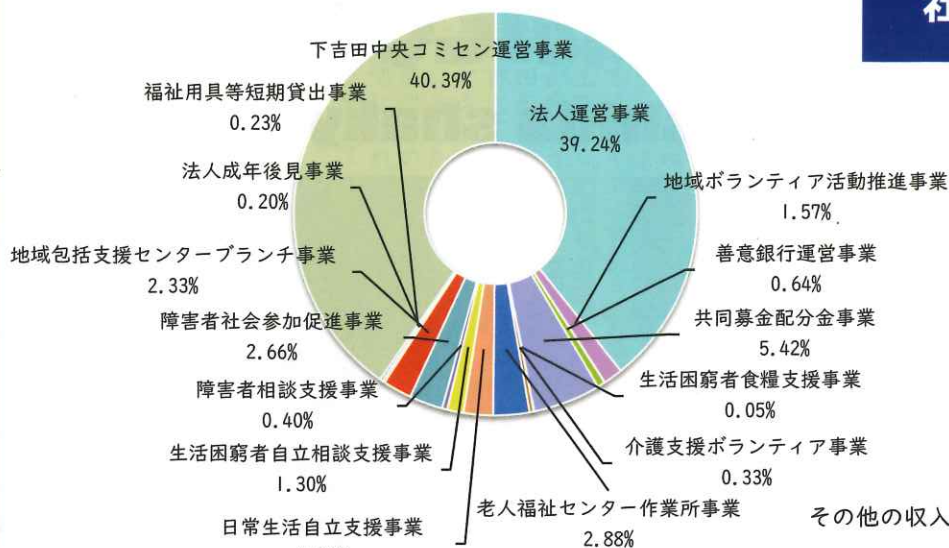 下吉田中央コミセン運営事業
40.39%
福祉用具等短期貸出事業
0.23%
法人成年後見事業
0.20%
地域包括支援センターブランチ事業
2.33%
障害者社会参加促進事業
2.66%
障害者相談支援事業
0.40%
生活困窮者自立相談支援事業
1.30%
日常生活自立支援事業
法人運営事業
39.24%
地域ボランティア活動推進事業
1.57%
善意銀行運営事業
0.64%
共同募金配分金事業
5.42%
生活困窮者食糧支援事業
0.05%
介護支援ボランティア事業
0.33%
老人福祉センター作業所事業
2.88%
その他の収入